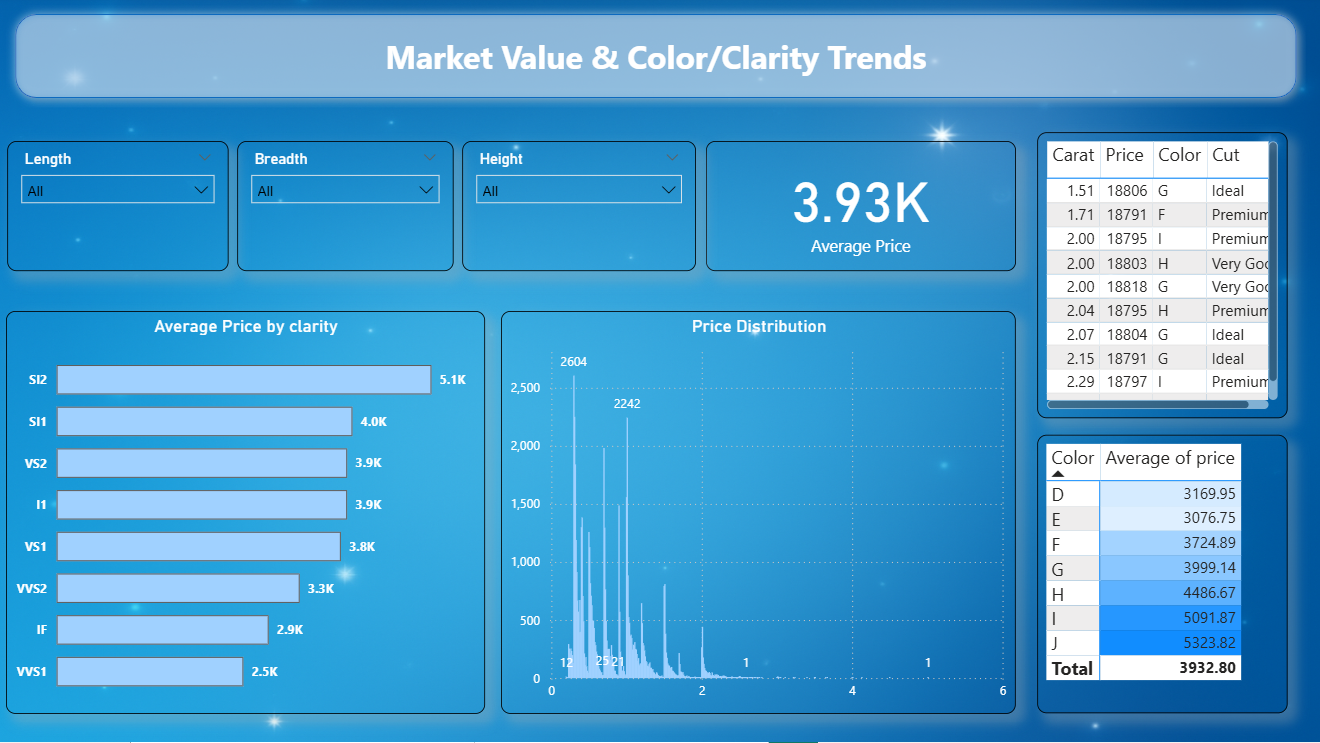 Market Value & Color/Clarity Trends
Length
All
Breadth
All
Height
All
3.93K
Average Price
Carat Price Color Cut
1.51 18806 G Ideal
1.71 18791 F Premium
2.00 18795 I Premium
2.00 18803 H Very Goo
2.00 18818 G Very Goo
2.04 18795 H Premium
2.07 18804 G Ideal
2.15 18791 G Ideal
2.29 18797 I Premium
Average Price by clarity
SI2 5.1K
SI1 4.0K
VS2 3.9K
I1 3.9K
VS1 3.8K
VVS2 3.3K
IF 2.9K
VVS1 2.5K
Price Distribution
2604
2,500
2242
2,000
1,500
1,000
500
12 25 21 1 1
0
0 2 4 6
Color Average of price
D 3169.95
E 3076.75
F 3724.89
G 3999.14
H 4486.67
I 5091.87
J 5323.82
Total 3932.80